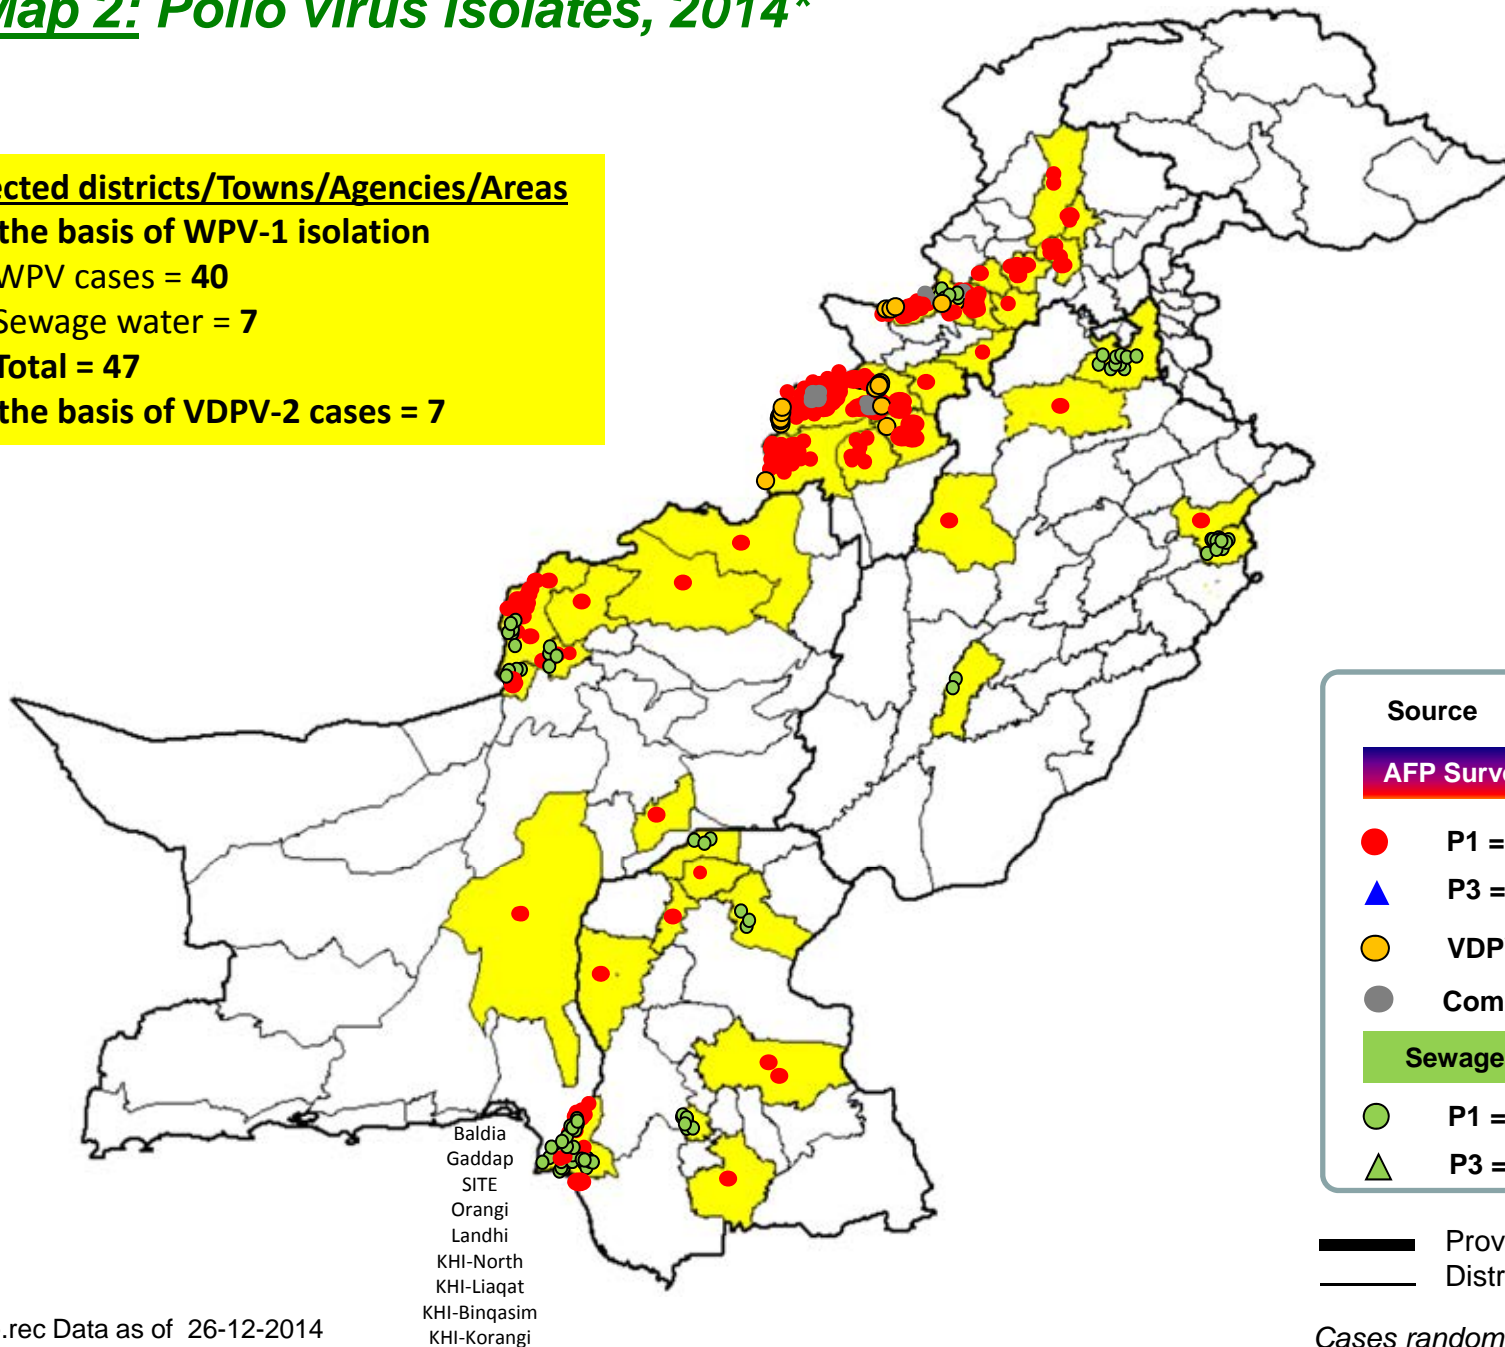 Map 2: Polio virus Isolates, 2014*
ected districts/Towns/Agencies/Areas
the basis of WPV-1 isolation
WPV cases = 40
Sewage water = 7
Total = 47
the basis of VDPV-2 cases = 7
Source
AFP Surve
P1 =
P3 =
VDP
Com
Sewage
P1 =
P3 =
Prov
Distr
Cases random
Baldia
Gaddap
SITE
Orangi
Landhi
KHI-North
KHI-Liaqat
KHI-Binqasim
KHI-Korangi
.rec Data as of 26-12-2014